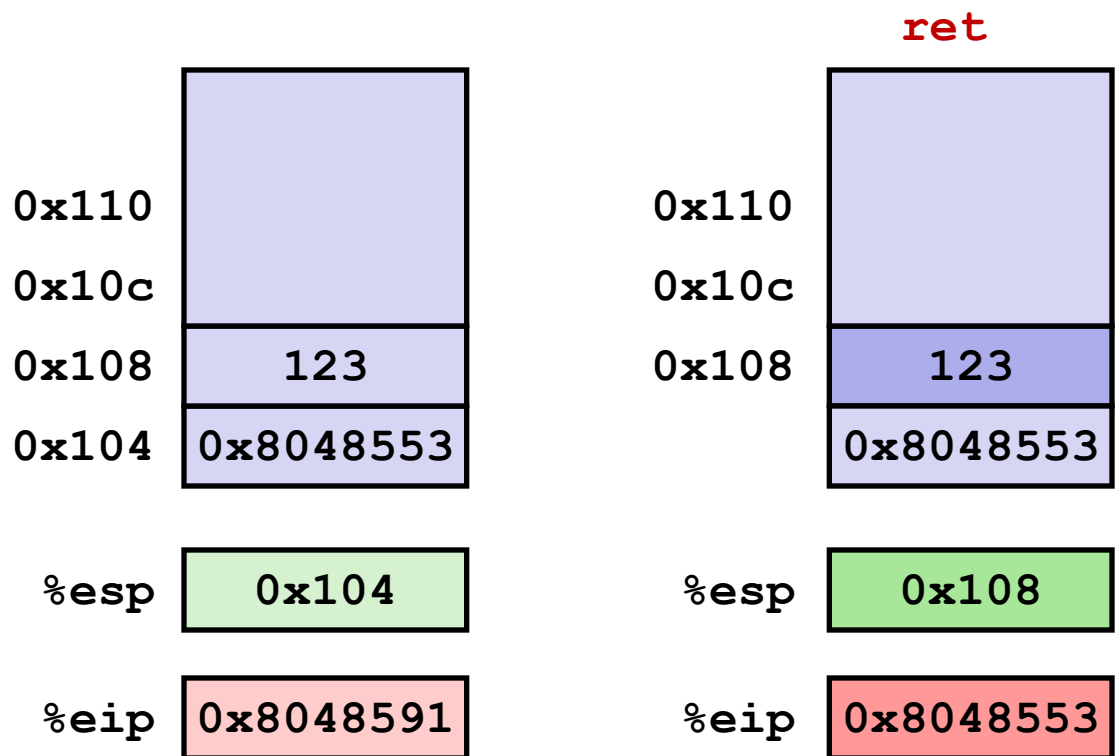 ret
0x110 0x110
0x10c 0x10c
0x108 123 0x108 123
0x104 0x8048553 0x8048553
%esp 0x104 %esp 0x108
%eip 0x8048591 %eip 0x8048553